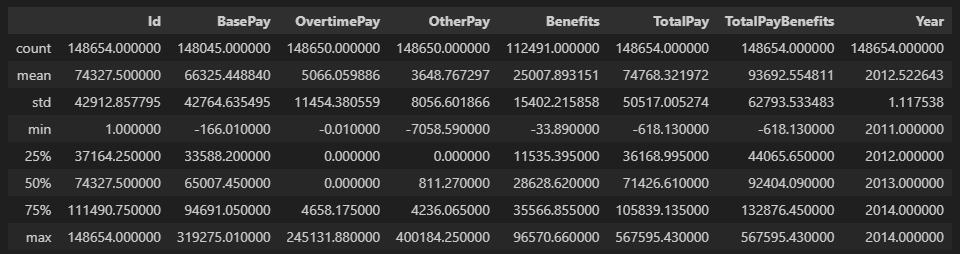 Id BasePay OvertimePay OtherPay Benefits TotalPay TotalPayBenefits Year
count 148654.000000 148045.000000 148650.000000 148650.000000 112491.000000 148654.000000 148654.000000 148654.000000
mean 74327.500000 66325.448840 5066.059886 3648.767297 25007.893151 74768.321972 93692.554811 2012.522643
std 42912.857795 42764.635495 11454.380559 8056.601866 15402.215858 50517.005274 62793.533483 1.117538
min 1.000000 -166.010000 -0.010000 -7058.590000 -33.890000 -618.130000 -618.130000 2011.000000
25% 37164.250000 33588.200000 0.000000 0.000000 11535.395000 36168.995000 44065.650000 2012.000000
50% 74327.500000 65007.450000 0.000000 811.270000 28628.620000 71426.610000 92404.090000 2013.000000
75% 111490.750000 94691.050000 4658.175000 4236.065000 35566.855000 105839.135000 132876.450000 2014.000000
max 148654.000000 319275.010000 245131.880000 400184.250000 96570.660000 567595.430000 567595.430000 2014.000000